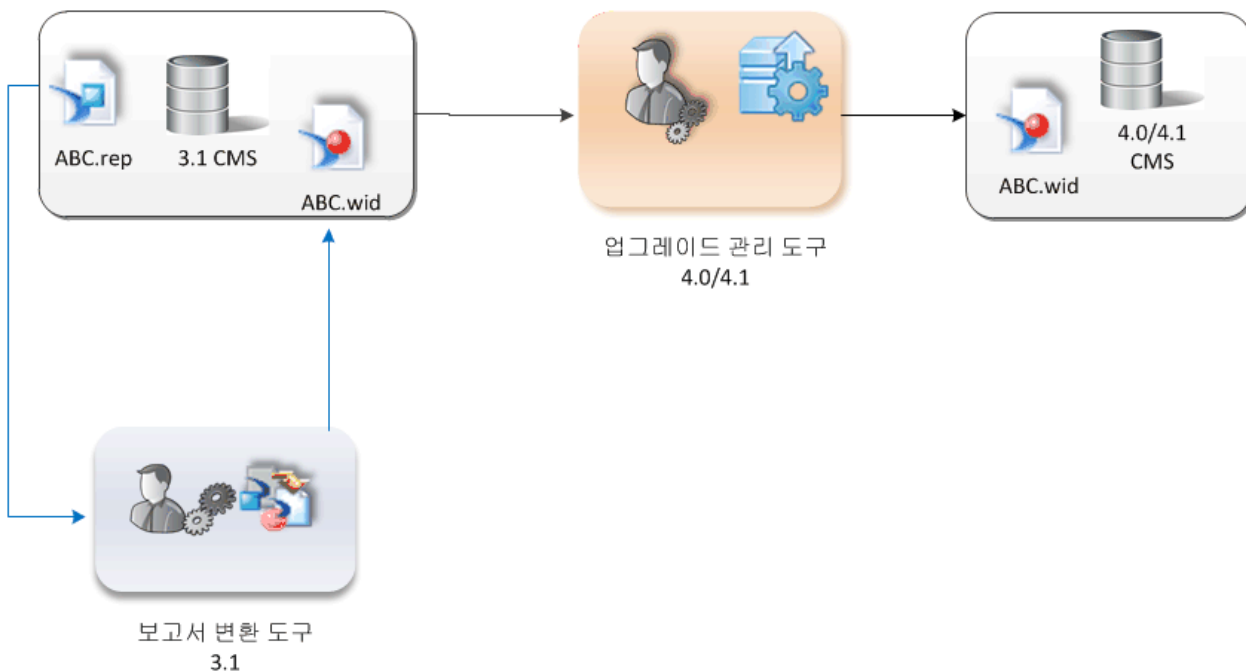 ABC.rep
3.1 CMS
ABC.wid
업그레이드 관리 도구
4.0/4.1
ABC.wid
4.0/4.1
CMS
보고서 변환 도구
3.1